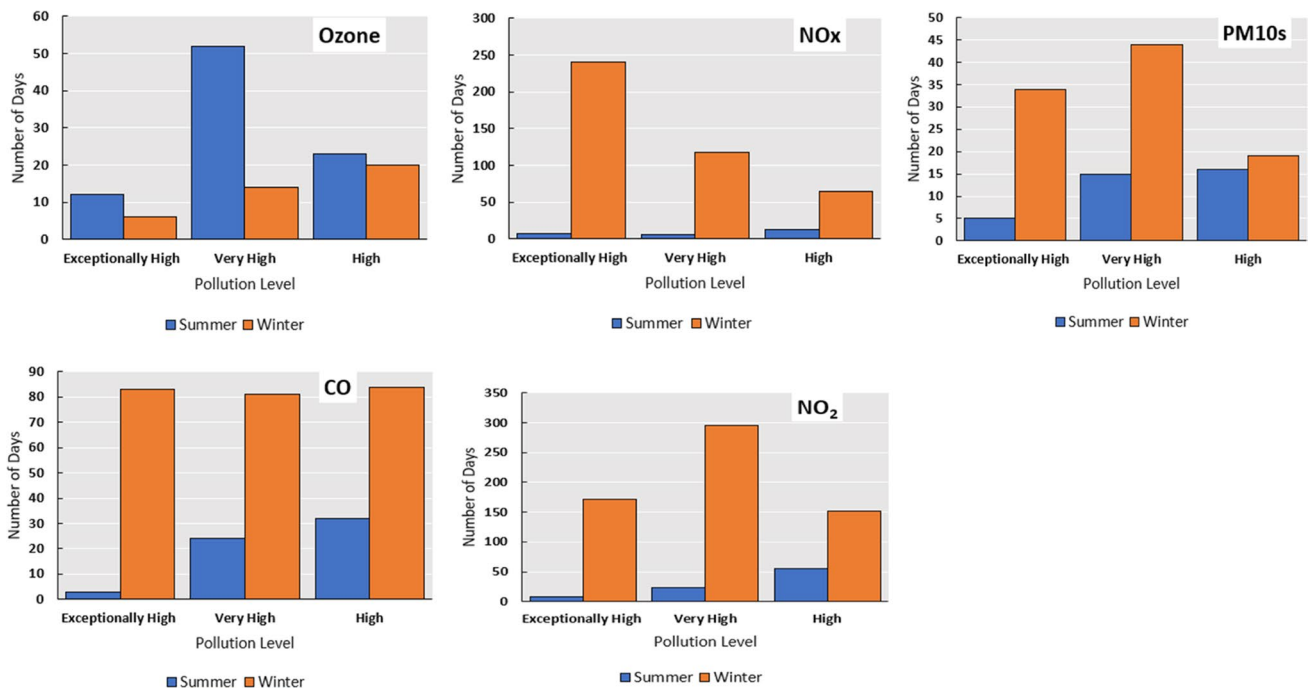 Ozone
Number of Days
60
50
40
30
20
10
0
Exceptionally High Very High High
Pollution Level
Summer Winter
NOx
Number of Days
300
250
200
150
100
50
0
Exceptionally High Very High High
Pollution Level
Summer Winter
PM10s
Number of Days
50
45
40
35
30
25
20
15
10
5
0
Exceptionally High Very High High
Pollution Level
Summer Winter
CO
Number of Days
90
80
70
60
50
40
30
20
10
0
Exceptionally High Very High High
Pollution Level
Summer Winter
NO₂
Number of Days
350
300
250
200
150
100
50
0
Exceptionally High Very High High
Pollution Level
Summer Winter